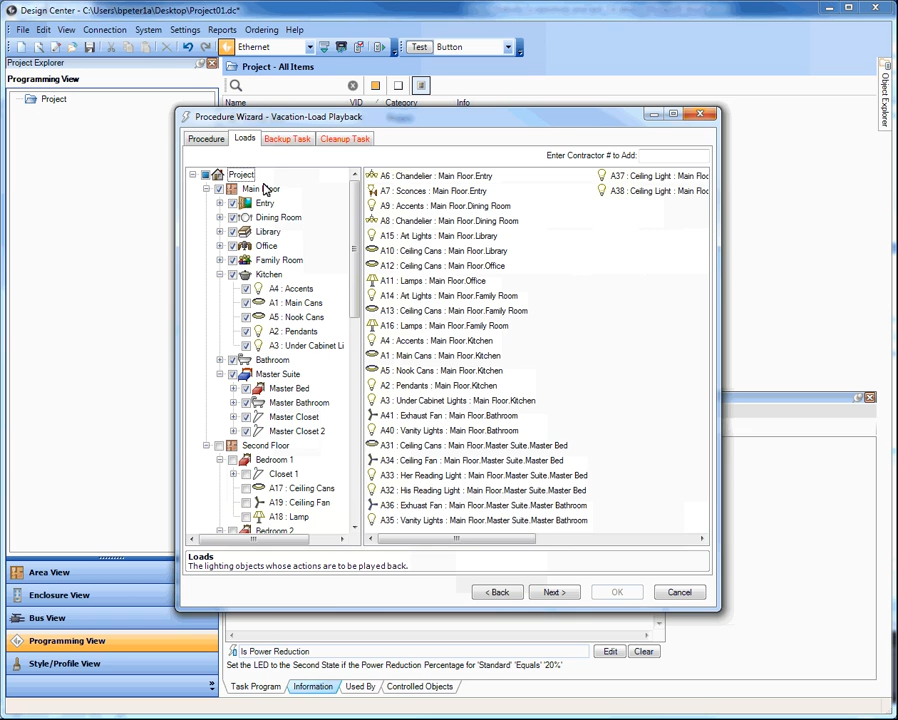 Design Center - C:\Users\bpeter1a\Desktop\Project01.dc*
File Edit View Connection System Settings Reports Ordering Help
Ethernet Test Button
Project Explorer
Programming View
Project
Project - All Items
Name VID Category Info
Object Explorer
Procedure Wizard - Vacation-Load Playback
Procedure Loads Backup Task Cleanup Task
Enter Contractor # to Add:
Project
Main Floor
Entry
Dining Room
Library
Office
Family Room
Kitchen
A4 : Accents
A1 : Main Cans
A5 : Nook Cans
A2 : Pendants
A3 : Under Cabinet Li
Bathroom
Master Suite
Master Bed
Master Bathroom
Master Closet
Master Closet 2
Second Floor
Bedroom 1
Closet 1
A17 : Ceiling Cans
A19 : Ceiling Fan
A18 : Lamp
Bedroom 2
A6 : Chandelier : Main Floor.Entry
A7 : Sconces : Main Floor.Entry
A9 : Accents : Main Floor.Dining Room
A8 : Chandelier : Main Floor.Dining Room
A15 : Art Lights : Main Floor.Library
A10 : Ceiling Cans : Main Floor.Library
A12 : Ceiling Cans : Main Floor.Office
A11 : Lamps : Main Floor.Office
A14 : Art Lights : Main Floor.Family Room
A13 : Ceiling Cans : Main Floor.Family Room
A16 : Lamps : Main Floor.Family Room
A4 : Accents : Main Floor.Kitchen
A1 : Main Cans : Main Floor.Kitchen
A5 : Nook Cans : Main Floor.Kitchen
A2 : Pendants : Main Floor.Kitchen
A3 : Under Cabinet Lights : Main Floor.Kitchen
A41 : Exhaust Fan : Main Floor.Bathroom
A40 : Vanity Lights : Main Floor.Bathroom
A31 : Ceiling Cans : Main Floor.Master Suite.Master Bed
A34 : Ceiling Fan : Main Floor.Master Suite.Master Bed
A33 : Her Reading Light : Main Floor.Master Suite.Master Bed
A32 : His Reading Light : Main Floor.Master Suite.Master Bed
A36 : Exhuast Fan : Main Floor.Master Suite.Master Bathroom
A35 : Vanity Lights : Main Floor.Master Suite.Master Bathroom
A37 : Ceiling Light : Main Floo
A38 : Ceiling Light : Main Floo
Loads
The lighting objects whose actions are to be played back.
< Back Next > OK Cancel
Area View
Enclosure View
Bus View
Programming View
Style/Profile View
Is Power Reduction Edit Clear
Set the LED to the Second State if the Power Reduction Percentage for 'Standard' 'Equals' '20%'
Task Program Information Used By Controlled Objects